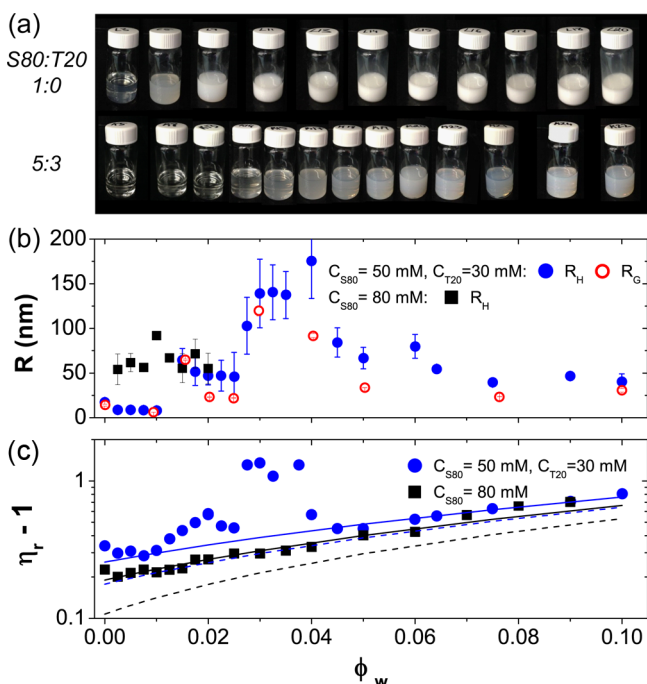 (a)
S80:T20
1:0
5:3
(b)
200
150
100
50
0
R (nm)
C_S80 = 50 mM, C_T20=30 mM: R_H R_G
C_S80 = 80 mM: R_H
(c)
1
0.1
η_r - 1
C_S80 = 50 mM, C_T20=30 mM
C_S80 = 80 mM
0.00 0.02 0.04 0.06 0.08 0.10
ϕ_w